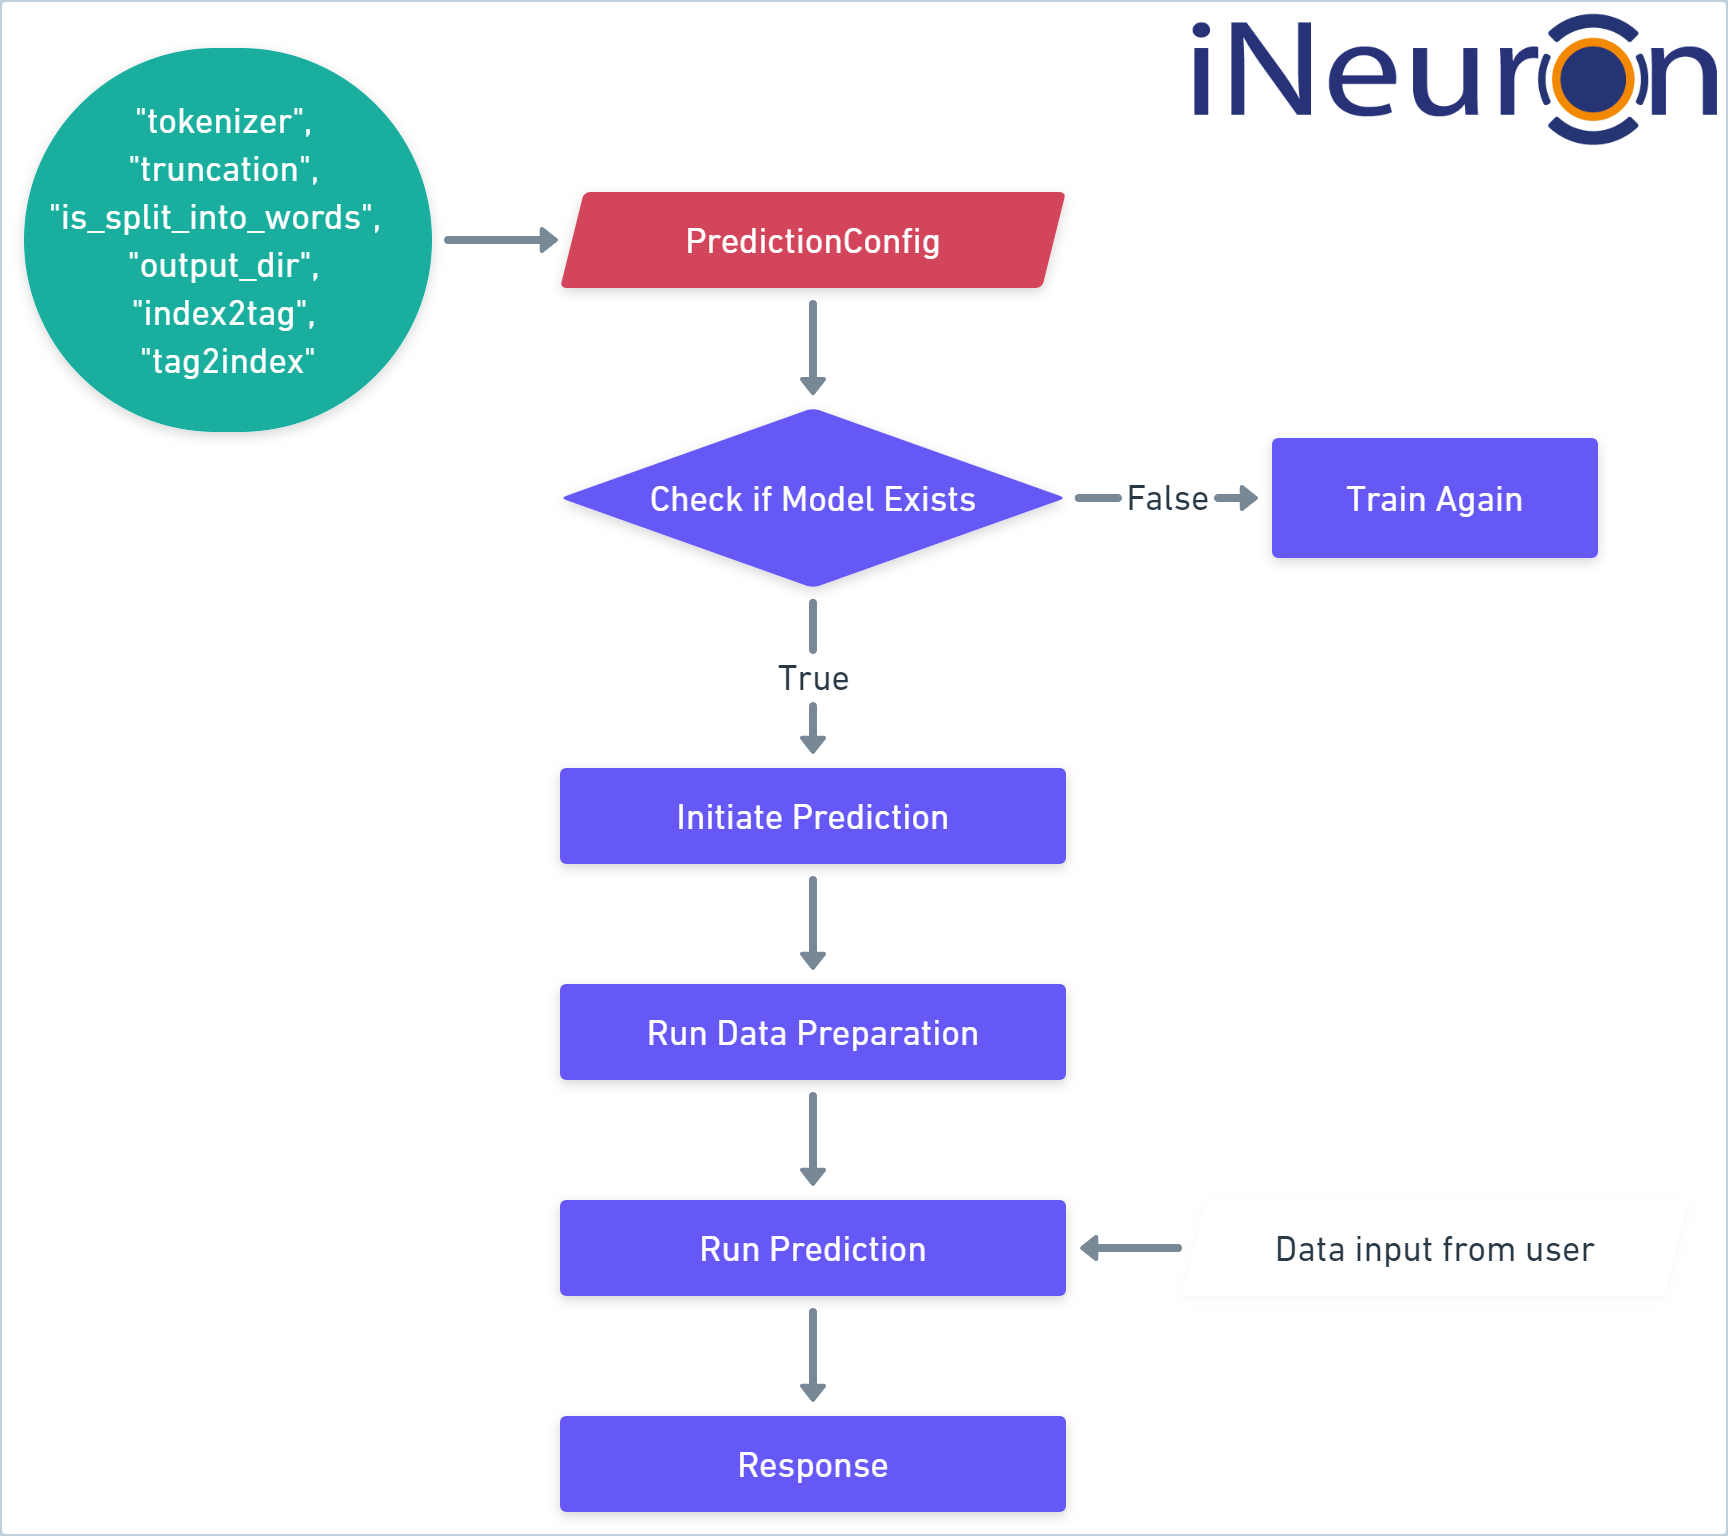 iNeuron
"tokenizer",
"truncation",
"is_split_into_words",
"output_dir",
"index2tag",
"tag2index"
PredictionConfig
Check if Model Exists
False
Train Again
True
Initiate Prediction
Run Data Preparation
Run Prediction
Data input from user
Response